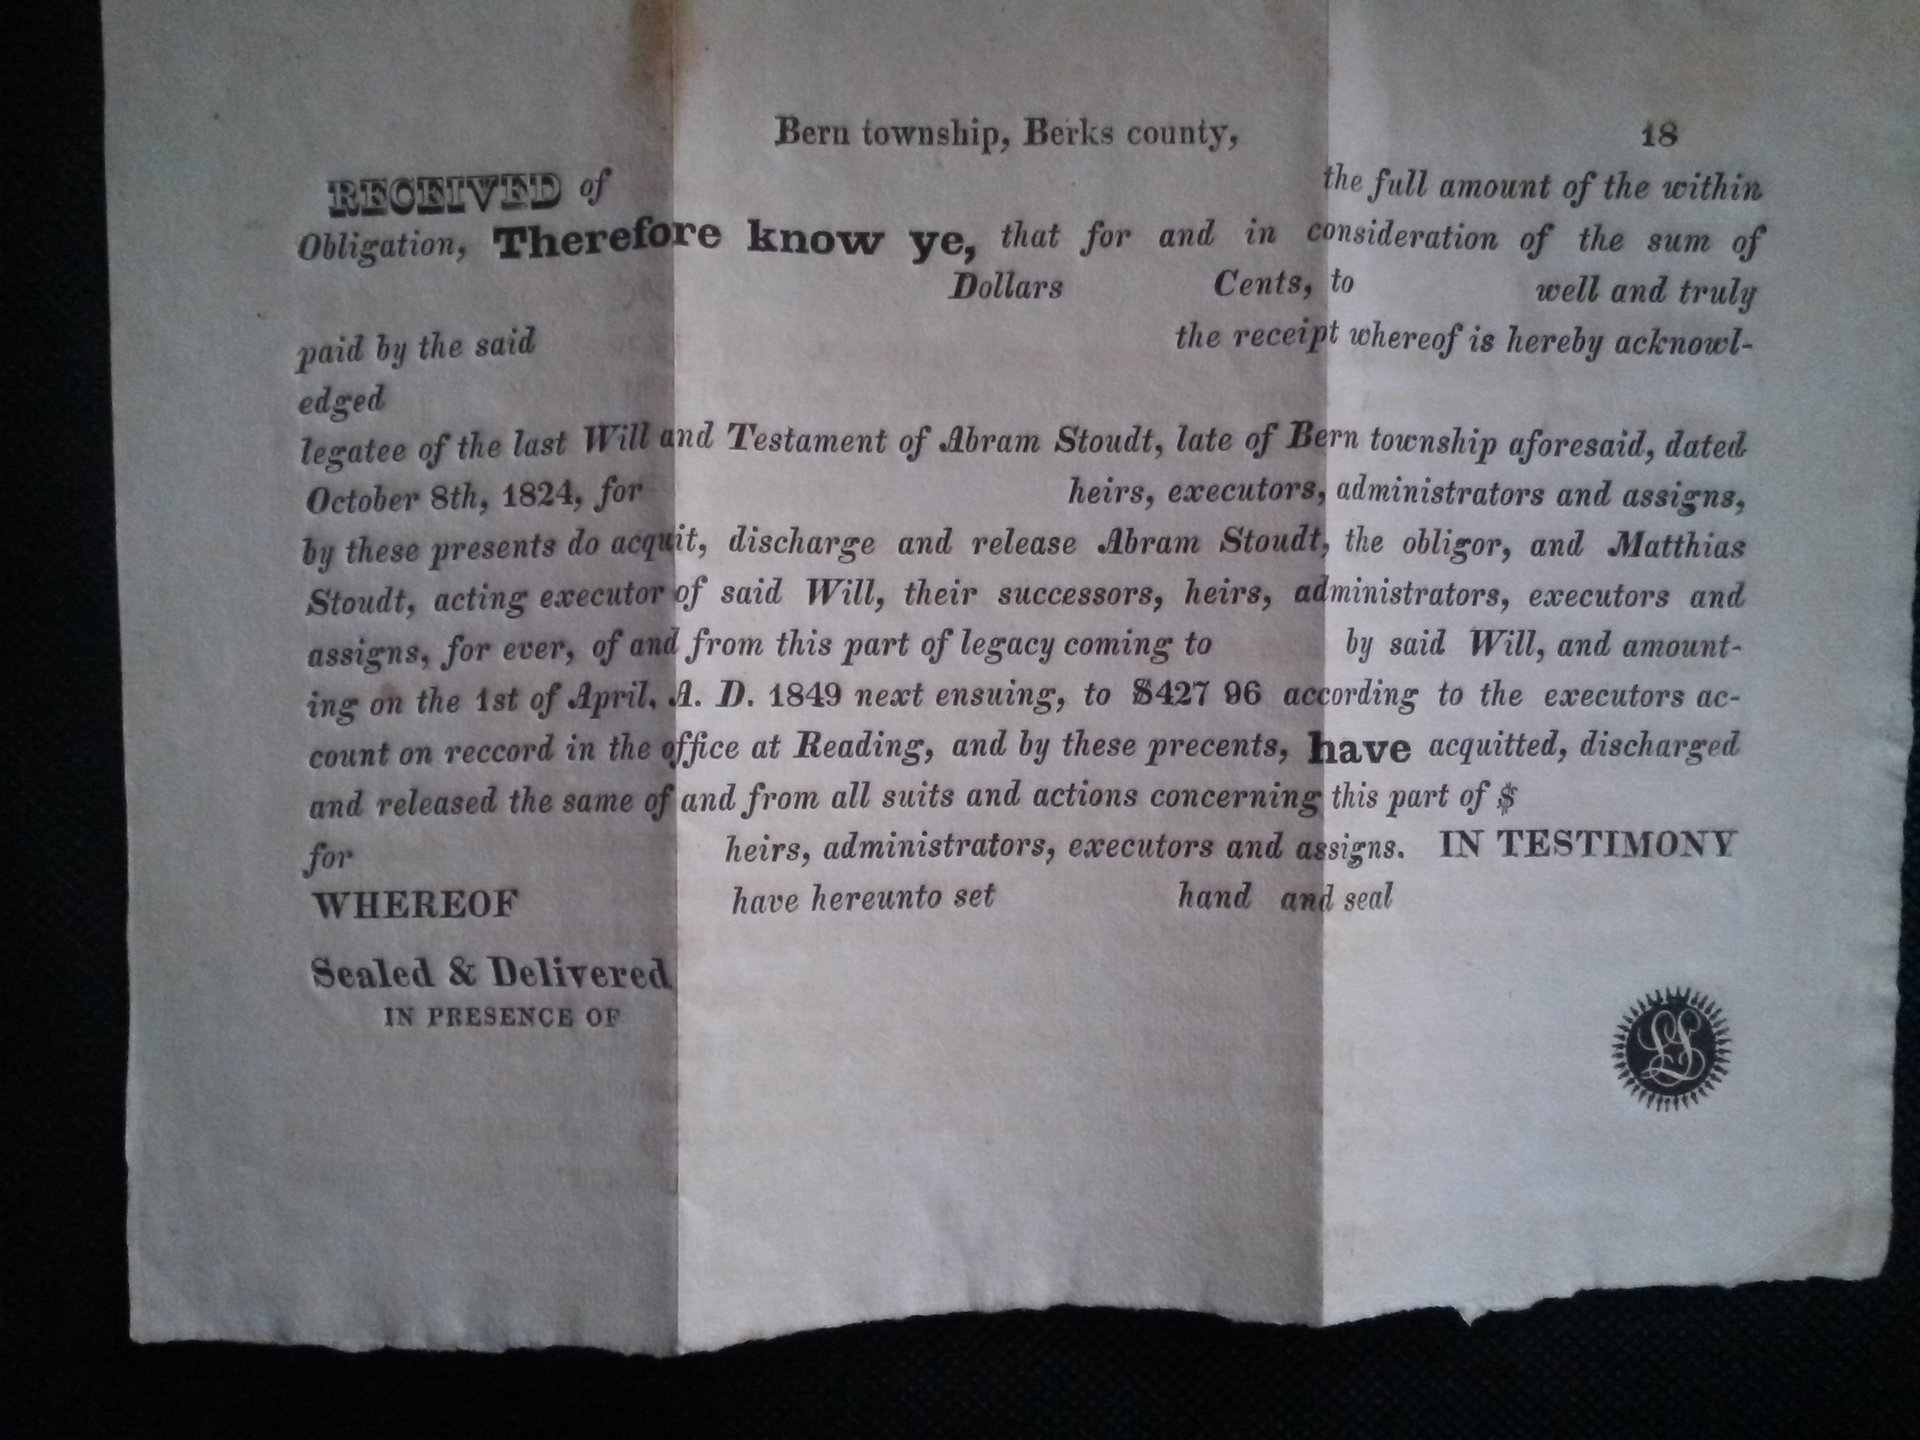 Bern township, Berks county, 18
RECEIVED of the full amount of the within
Obligation, Therefore know ye, that for and in consideration of the sum of
Dollars Cents, to well and truly
paid by the said the receipt whereof is hereby acknowl-
edged
legatee of the last Will and Testament of Abram Stoudt, late of Bern township aforesaid, dated
October 8th, 1824, for heirs, executors, administrators and assigns,
by these presents do acquit, discharge and release Abram Stoudt, the obligor, and Matthias
Stoudt, acting executor of said Will, their successors, heirs, administrators, executors and
assigns, for ever, of and from this part of legacy coming to by said Will, and amount-
ing on the 1st of April, A. D. 1849 next ensuing, to $427 96 according to the executors ac-
count on reccord in the office at Reading, and by these precents, have acquitted, discharged
and released the same of and from all suits and actions concerning this part of $
for heirs, administrators, executors and assigns. IN TESTIMONY
WHEREOF have hereunto set hand and seal
Sealed & Delivered
IN PRESENCE OF
LS